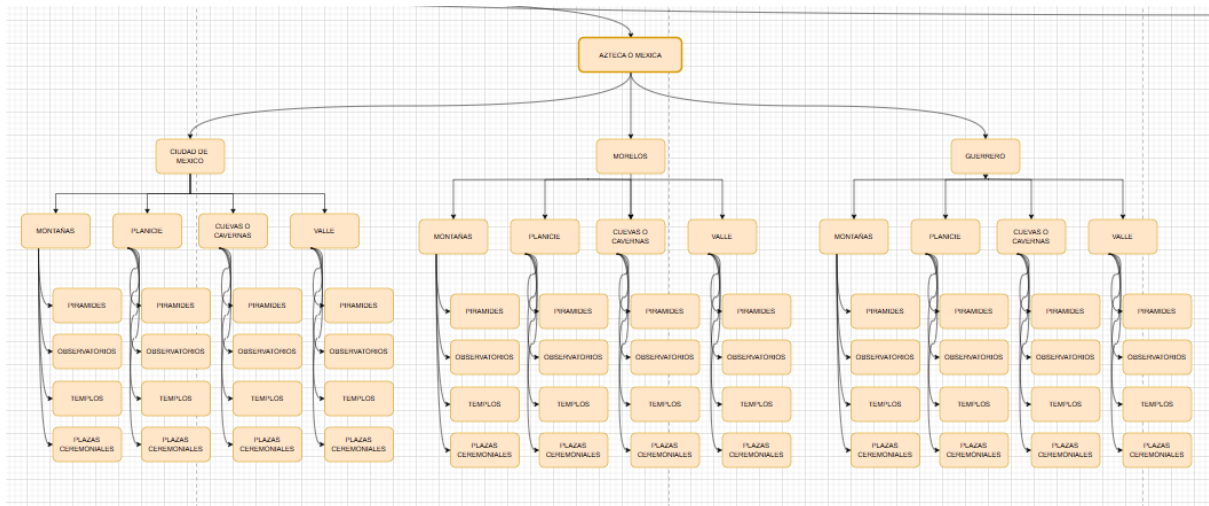 AZTECA O MEXICA
CIUDAD DE
MEXICO
MORELOS
GUERRERO
MONTAÑAS
PLANICIE
CUEVAS O
CAVERNAS
VALLE
MONTAÑAS
PLANICIE
CUEVAS O
CAVERNAS
VALLE
MONTAÑAS
PLANICIE
CUEVAS O
CAVERNAS
VALLE
PIRAMIDES
PIRAMIDES
PIRAMIDES
PIRAMIDES
PIRAMIDES
PIRAMIDES
PIRAMIDES
PIRAMIDES
PIRAMIDES
PIRAMIDES
PIRAMIDES
PIRAMIDES
OBSERVATORIOS
OBSERVATORIOS
OBSERVATORIOS
OBSERVATORIOS
OBSERVATORIOS
OBSERVATORIOS
OBSERVATORIOS
OBSERVATORIOS
OBSERVATORIOS
OBSERVATORIOS
OBSERVATORIOS
OBSERVATORIOS
TEMPLOS
TEMPLOS
TEMPLOS
TEMPLOS
TEMPLOS
TEMPLOS
TEMPLOS
TEMPLOS
TEMPLOS
TEMPLOS
TEMPLOS
TEMPLOS
PLAZAS
CEREMONIALES
PLAZAS
CEREMONIALES
PLAZAS
CEREMONIALES
PLAZAS
CEREMONIALES
PLAZAS
CEREMONIALES
PLAZAS
CEREMONIALES
PLAZAS
CEREMONIALES
PLAZAS
CEREMONIALES
PLAZAS
CEREMONIALES
PLAZAS
CEREMONIALES
PLAZAS
CEREMONIALES
PLAZAS
CEREMONIALES